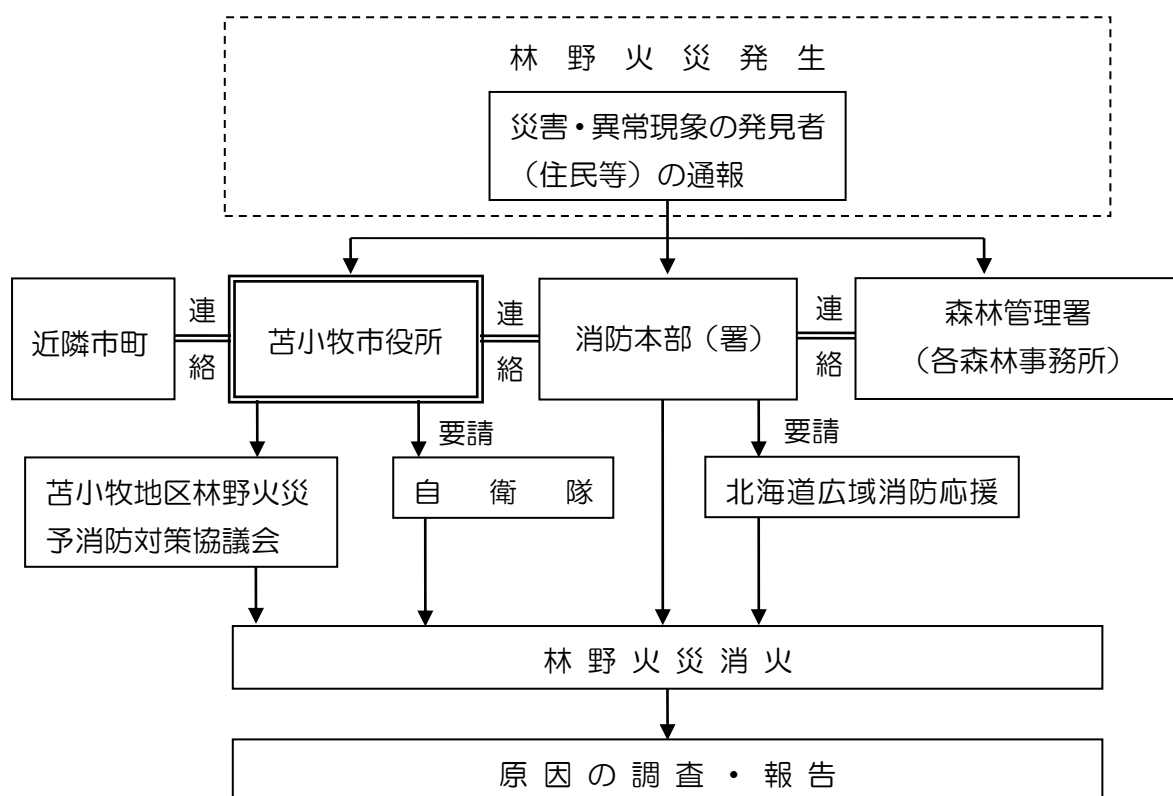 林野火災発生
災害・異常現象の発見者
（住民等）の通報
近隣市町
連
絡
苫小牧市役所
連
絡
消防本部（署）
連
絡
森林管理署
（各森林事務所）
要請
要請
苫小牧地区林野火災
予消防対策協議会
自衛隊
北海道広域消防応援
林野火災消火
原因の調査・報告